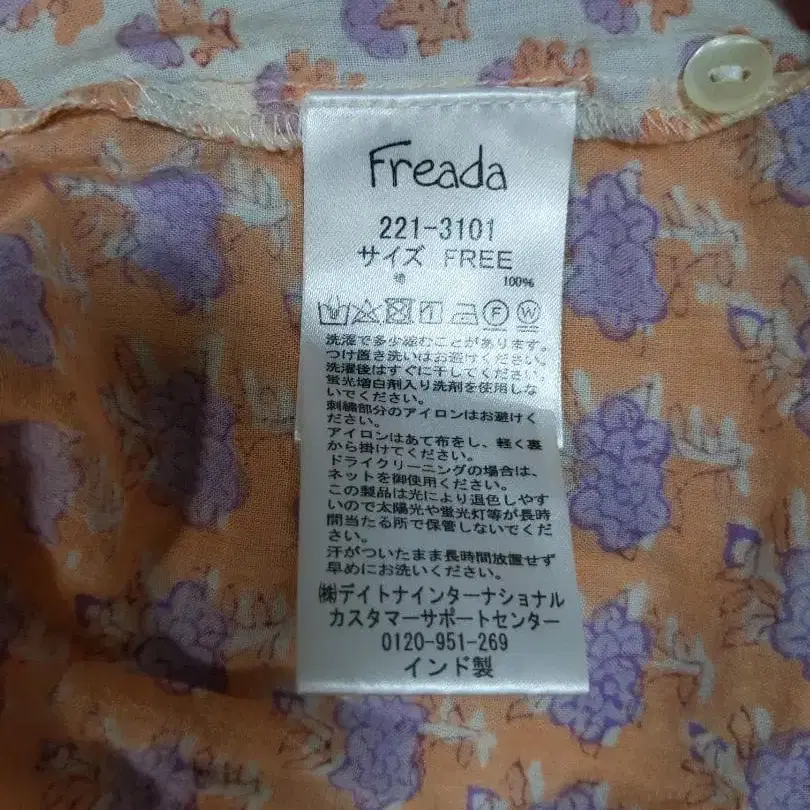 Freada
221-3101
サイズ FREE
100%
F W
洗濯で多少縮むことがあります。
つけ置き洗いはお避けください。
洗濯後はすぐに干してください。
蛍光増白剤入り洗剤を使用しな
いでください。
刺繍部分のアイロンはお避けく
ださい。
アイロンはあて布をし、軽く裏
から掛けてください。
ドライクリーニングの場合は、
ネットを御使用ください。
この製品は光により退色しやす
いので太陽光や蛍光灯等が長時
間当たる所で保管しないでくだ
さい。
汗がついたまま長時間放置せず
早めにお洗いください。
㈱デイトナインターナショナル
カスタマーサポートセンター
0120-951-269
インド製